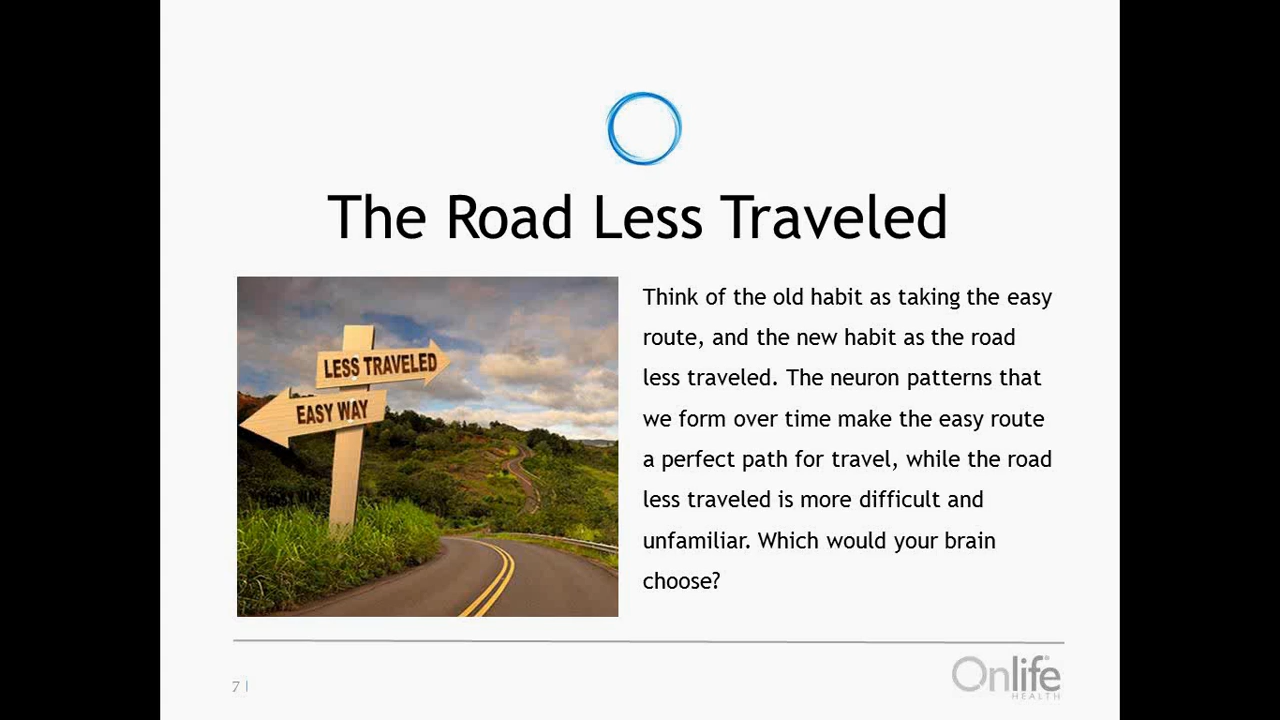 The Road Less Traveled
LESS TRAVELED
EASY WAY
Think of the old habit as taking the easy
route, and the new habit as the road
less traveled. The neuron patterns that
we form over time make the easy route
a perfect path for travel, while the road
less traveled is more difficult and
unfamiliar. Which would your brain
choose?
7 |
Onlife
HEALTH